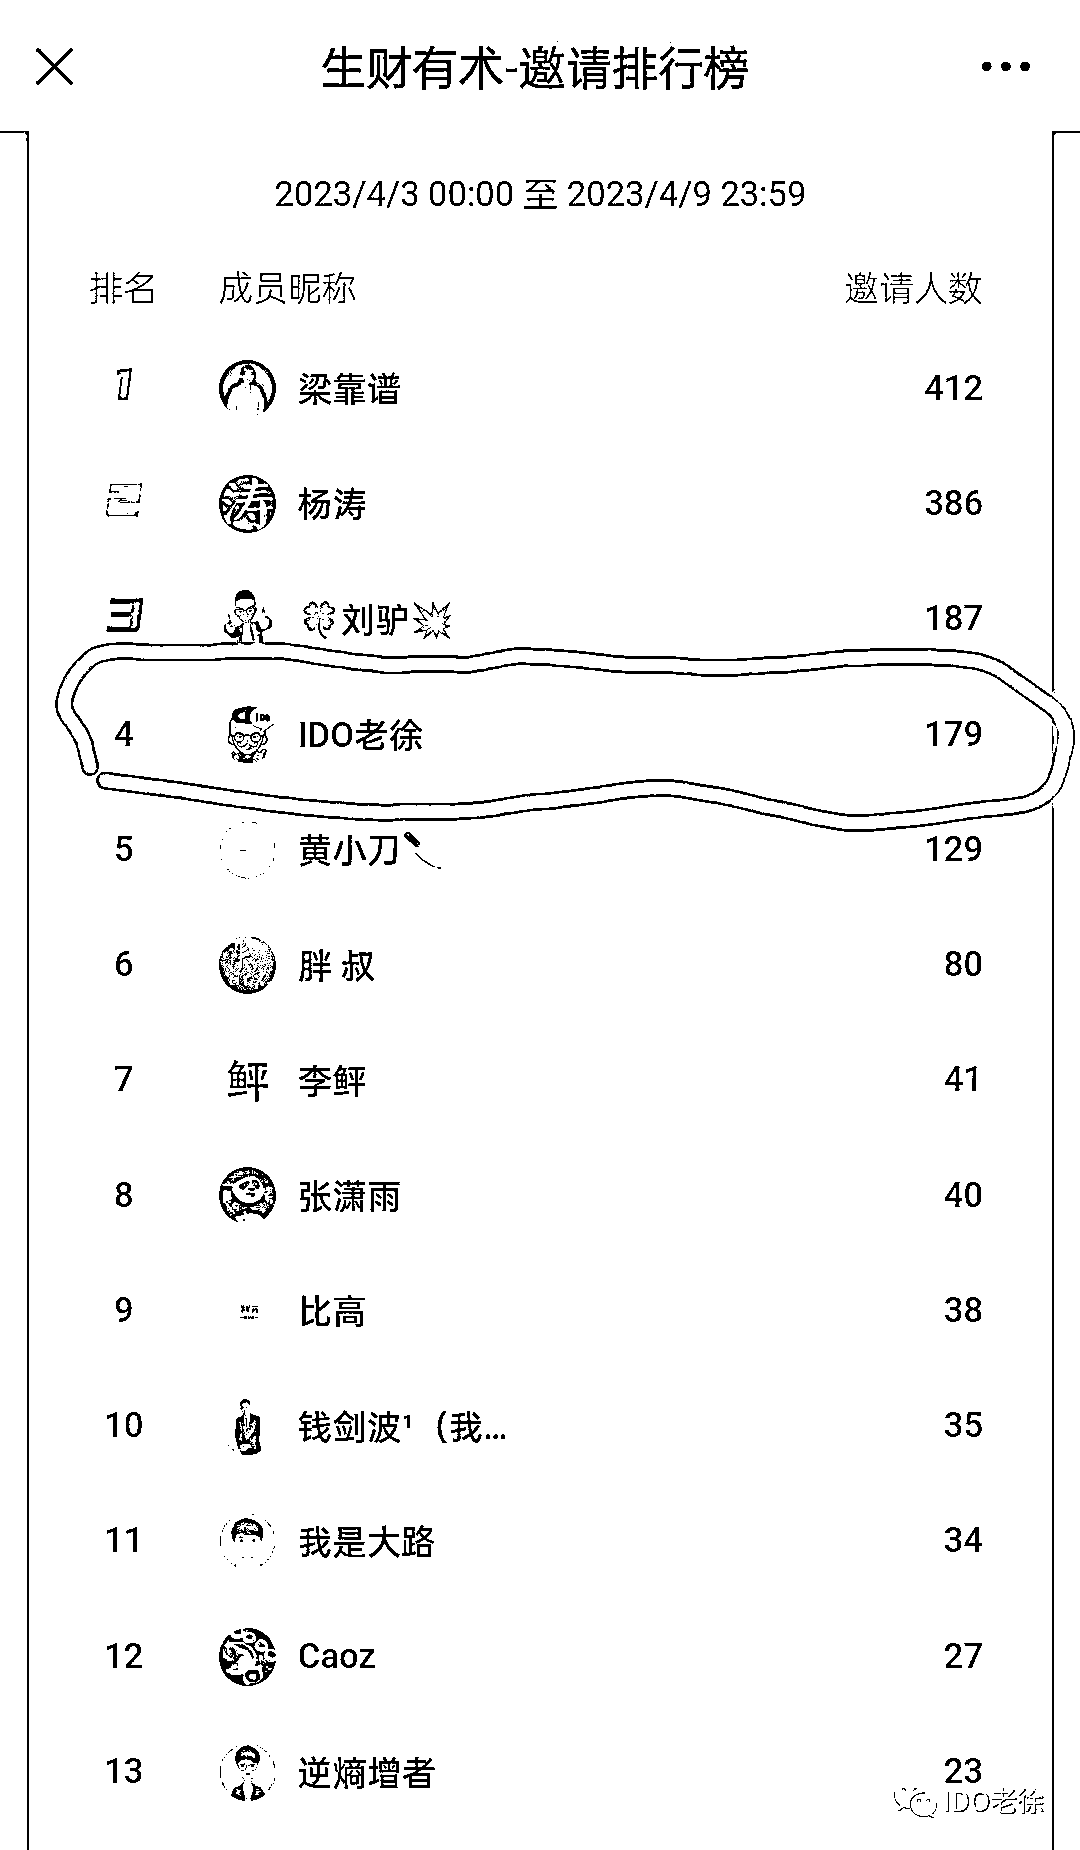 生财有术-邀请排行榜
2023/4/3 00:00 至 2023/4/9 23:59
排名 成员昵称 邀请人数
1 梁靠谱 412
2 涛 杨涛 386
3 🍀刘驴💥 187
4 IDO IDO老徐 179
5 黄小刀🔪 129
6 胖 叔 80
7 鲆 李鲆 41
8 张潇雨 40
9 比高 38
10 钱剑波¹（我... 35
11 我是大路 34
12 Caoz 27
13 逆熵增者 23
IDO老徐